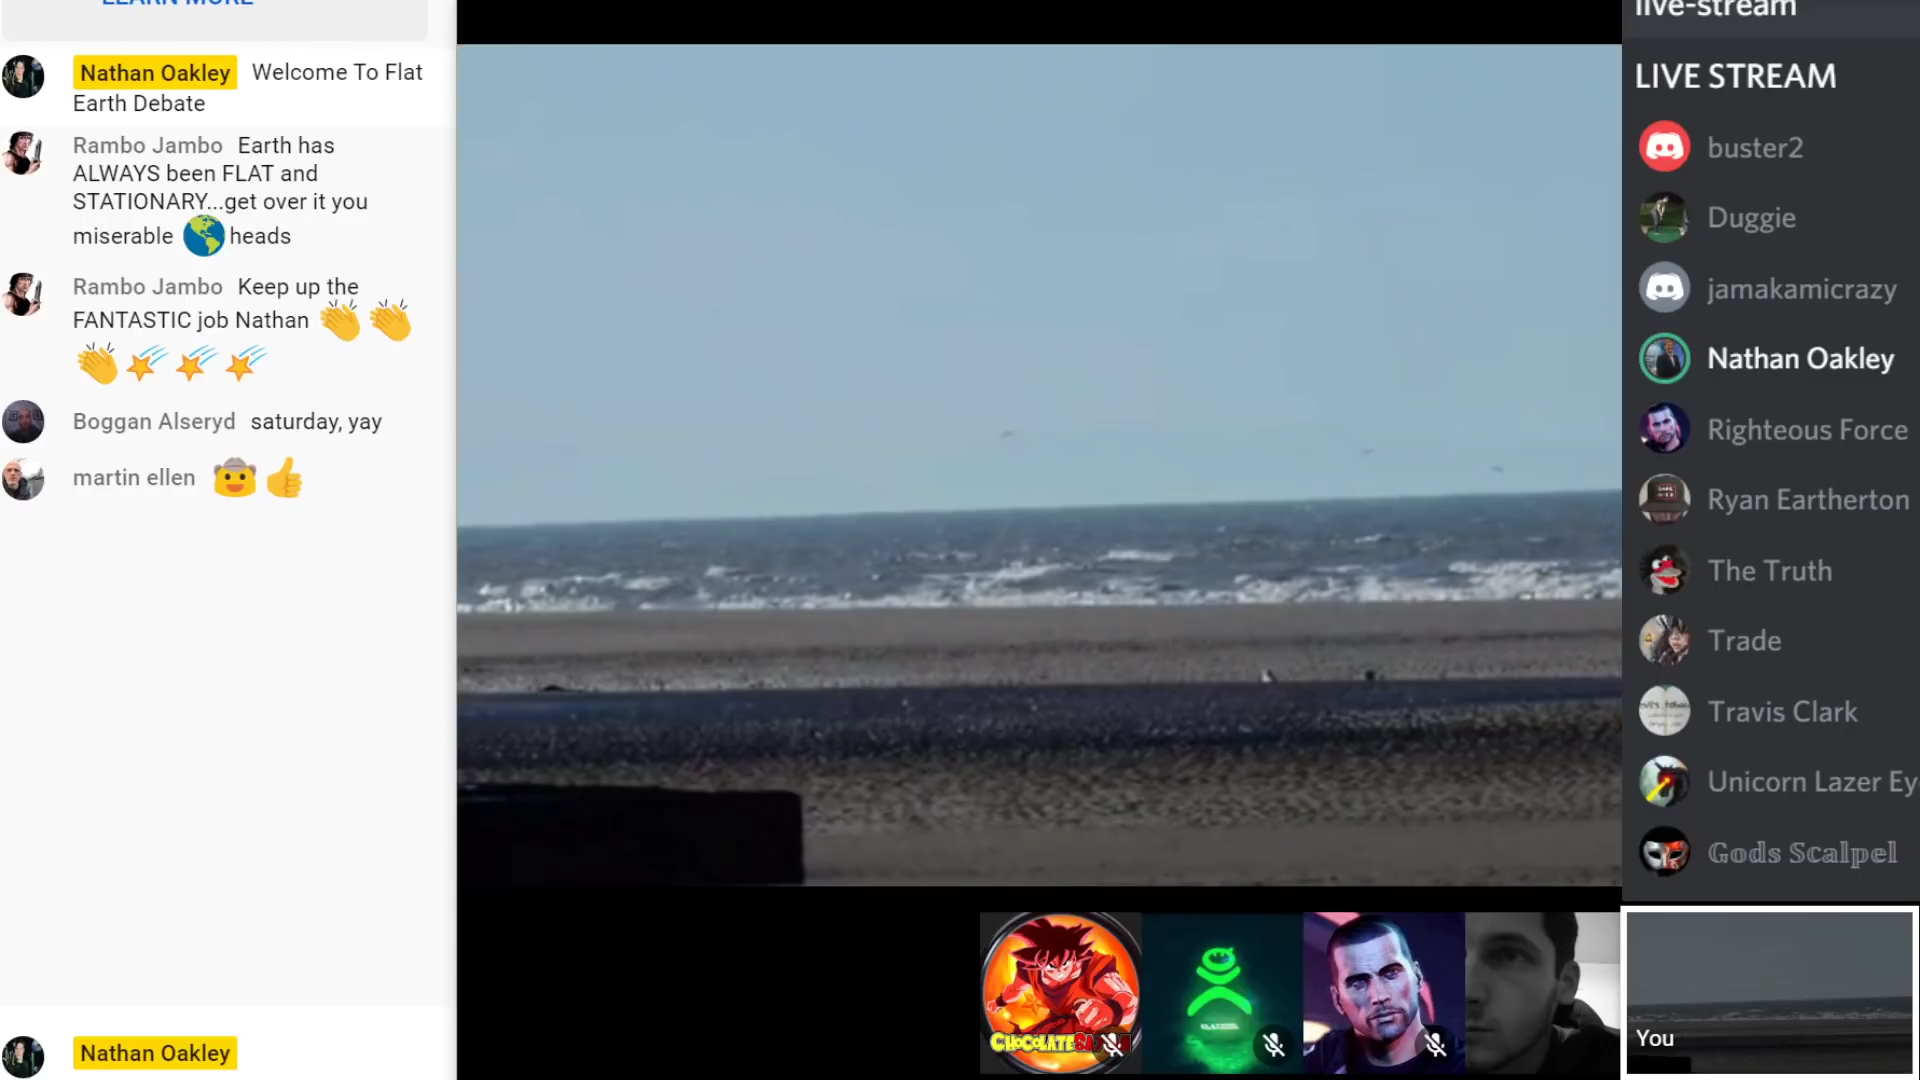 LEARN MORE
Nathan Oakley Welcome To Flat
Earth Debate
Rambo Jambo Earth has
ALWAYS been FLAT and
STATIONARY...get over it you
miserable heads
Rambo Jambo Keep up the
FANTASTIC job Nathan
Boggan Alseryd saturday, yay
martin ellen
Nathan Oakley
live-stream
LIVE STREAM
buster2
Duggie
jamakamicrazy
Nathan Oakley
Righteous Force
Ryan Eartherton
The Truth
Trade
Travis Clark
Unicorn Lazer Ey
Gods Scalpel
You